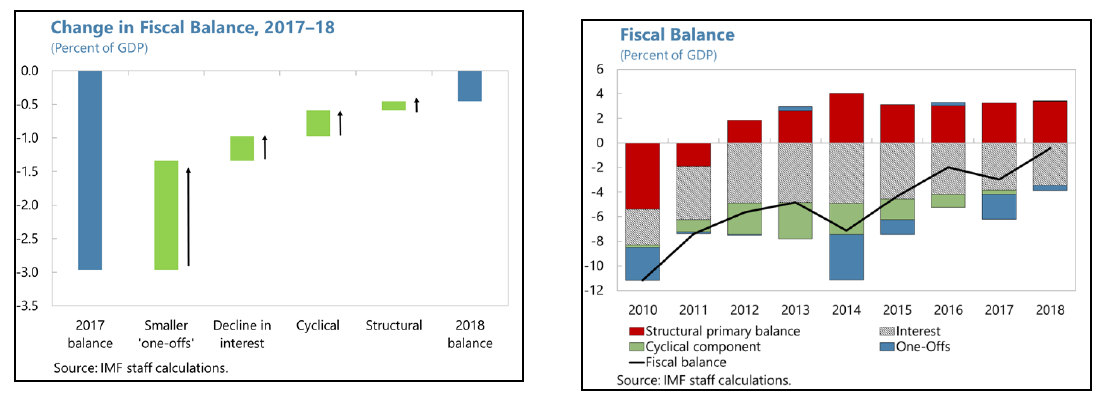 Change in Fiscal Balance, 2017–18
(Percent of GDP)
0.0
-0.5
-1.0
-1.5
-2.0
-2.5
-3.0
-3.5
2017 balance
Smaller 'one-offs'
Decline in interest
Cyclical
Structural
2018 balance
Source: IMF staff calculations.
Fiscal Balance
(Percent of GDP)
6
4
2
0
-2
-4
-6
-8
-10
-12
2010 2011 2012 2013 2014 2015 2016 2017 2018
Structural primary balance
Interest
Cyclical component
One-Offs
Fiscal balance
Source: IMF staff calculations.